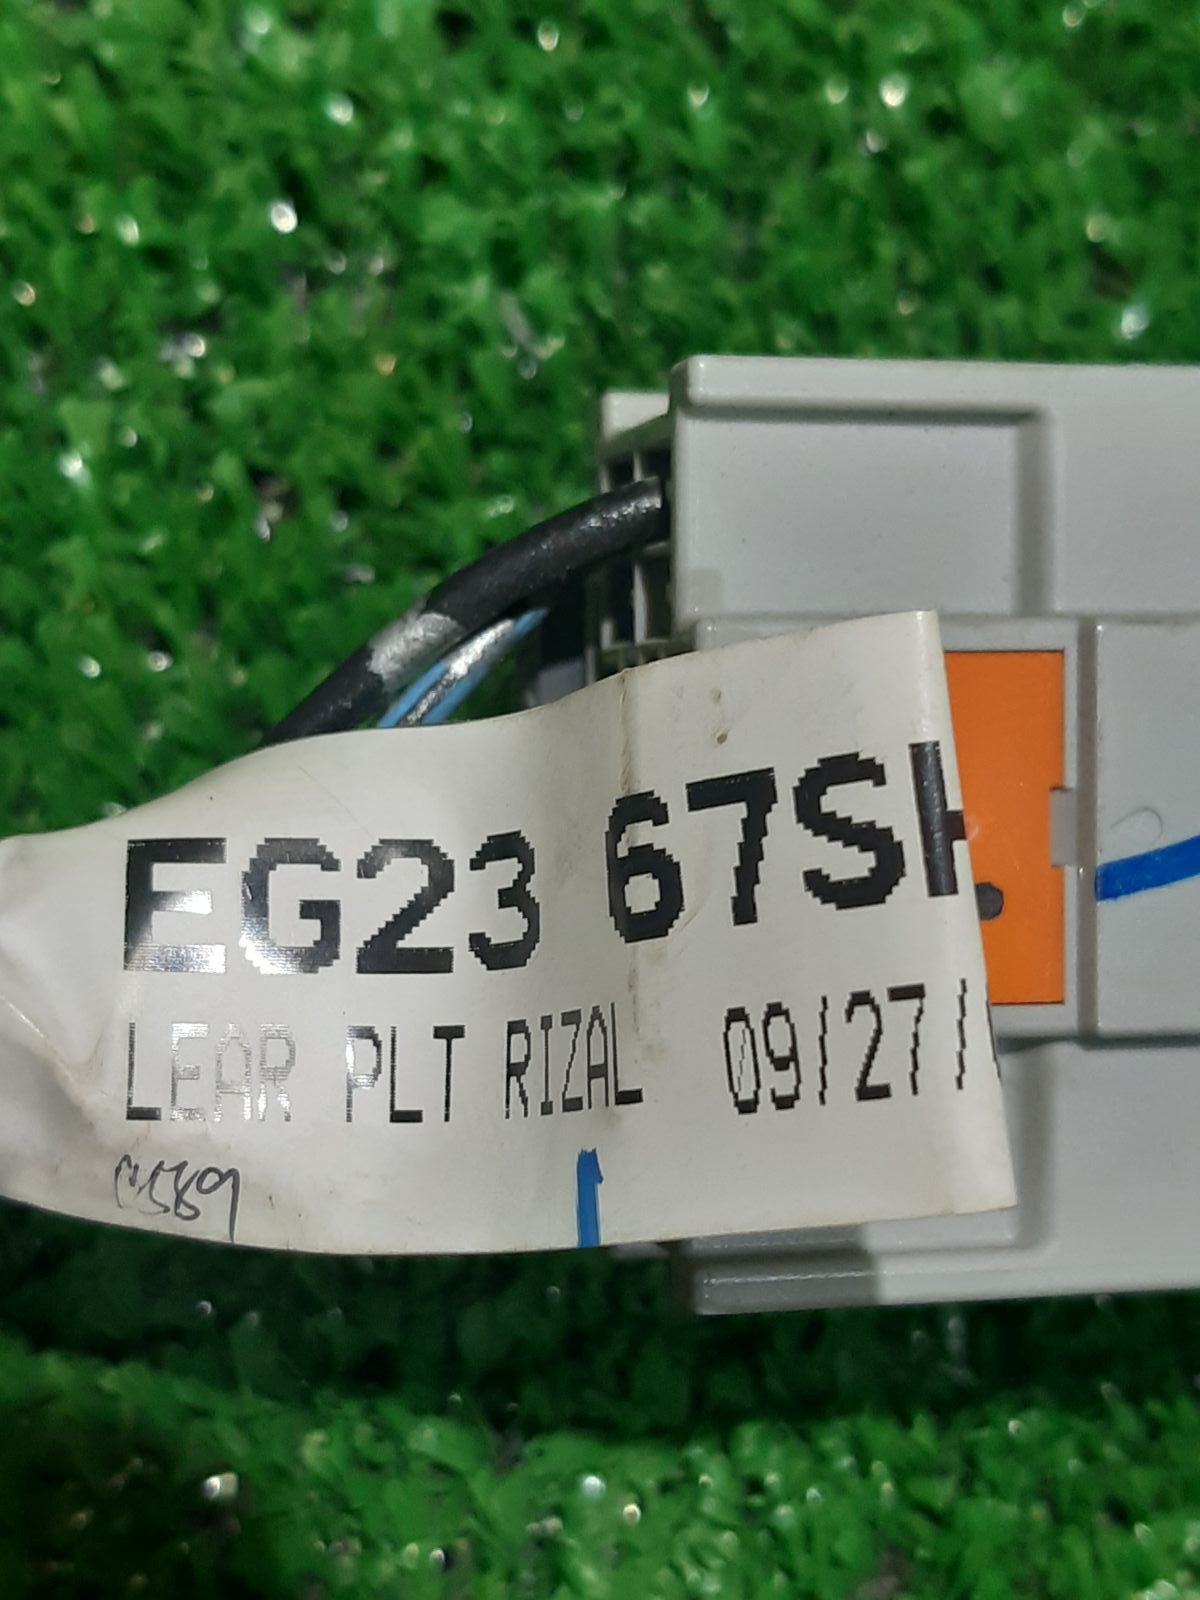 EG23 67S
LEAR PLT RIZAL 09/27/